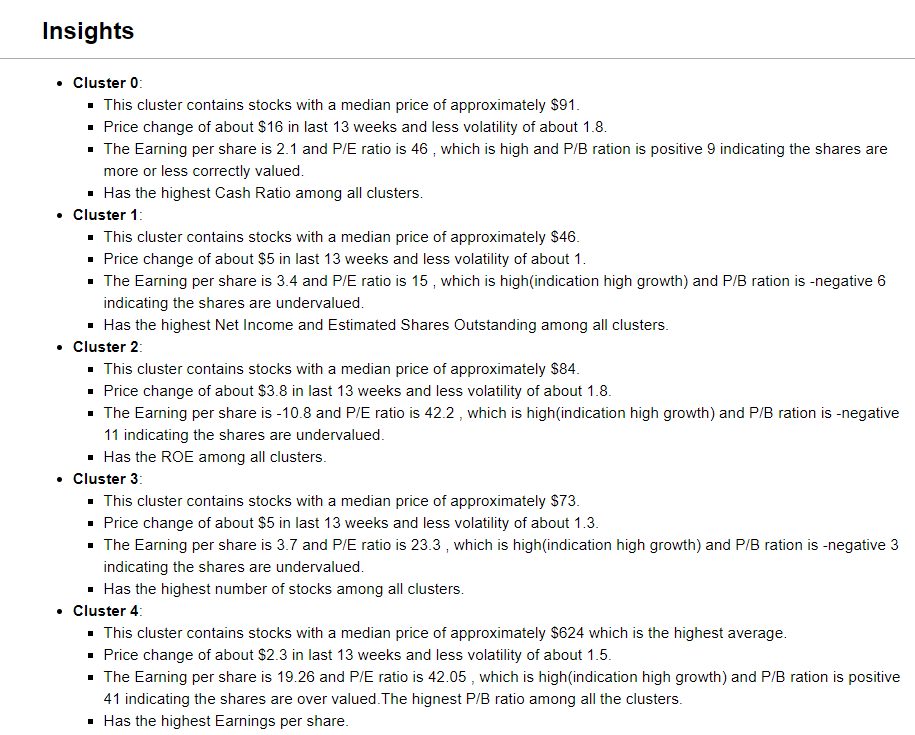 Insights
Cluster 0:
This cluster contains stocks with a median price of approximately $91.
Price change of about $16 in last 13 weeks and less volatility of about 1.8.
The Earning per share is 2.1 and P/E ratio is 46 , which is high and P/B ration is positive 9 indicating the shares are
more or less correctly valued.
Has the highest Cash Ratio among all clusters.
Cluster 1:
This cluster contains stocks with a median price of approximately $46.
Price change of about $5 in last 13 weeks and less volatility of about 1.
The Earning per share is 3.4 and P/E ratio is 15 , which is high(indication high growth) and P/B ration is -negative 6
indicating the shares are undervalued.
Has the highest Net Income and Estimated Shares Outstanding among all clusters.
Cluster 2:
This cluster contains stocks with a median price of approximately $84.
Price change of about $3.8 in last 13 weeks and less volatility of about 1.8.
The Earning per share is -10.8 and P/E ratio is 42.2 , which is high(indication high growth) and P/B ration is -negative
11 indicating the shares are undervalued.
Has the ROE among all clusters.
Cluster 3:
This cluster contains stocks with a median price of approximately $73.
Price change of about $5 in last 13 weeks and less volatility of about 1.3.
The Earning per share is 3.7 and P/E ratio is 23.3 , which is high(indication high growth) and P/B ration is -negative 3
indicating the shares are undervalued.
Has the highest number of stocks among all clusters.
Cluster 4:
This cluster contains stocks with a median price of approximately $624 which is the highest average.
Price change of about $2.3 in last 13 weeks and less volatility of about 1.5.
The Earning per share is 19.26 and P/E ratio is 42.05 , which is high(indication high growth) and P/B ration is positive
41 indicating the shares are over valued.The hignest P/B ratio among all the clusters.
Has the highest Earnings per share.